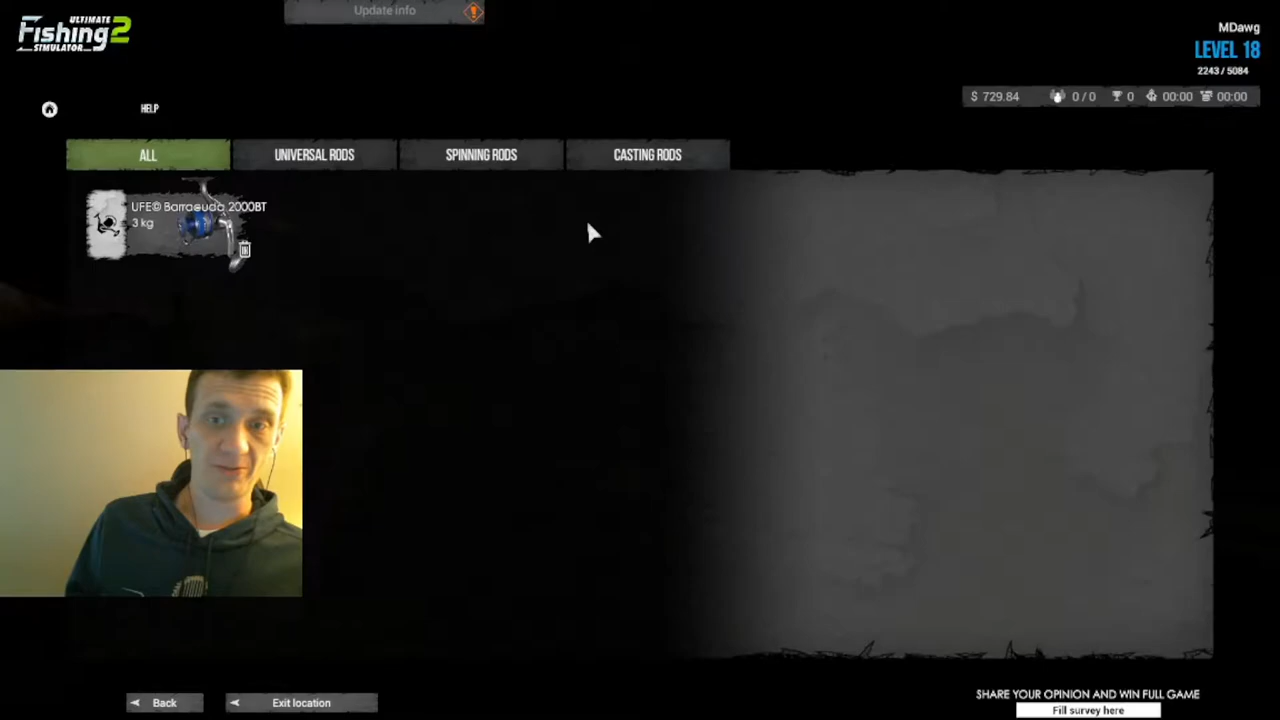 ULTIMATE
Fishing 2
SIMULATOR
Update info
MDawg
LEVEL 18
2243 / 5084
$ 729.84
0 / 0
0
00:00
00:00
HELP
ALL
UNIVERSAL RODS
SPINNING RODS
CASTING RODS
UFE© Barracuda 2000BT
3 kg
Back
Exit location
SHARE YOUR OPINION AND WIN FULL GAME
Fill survey here